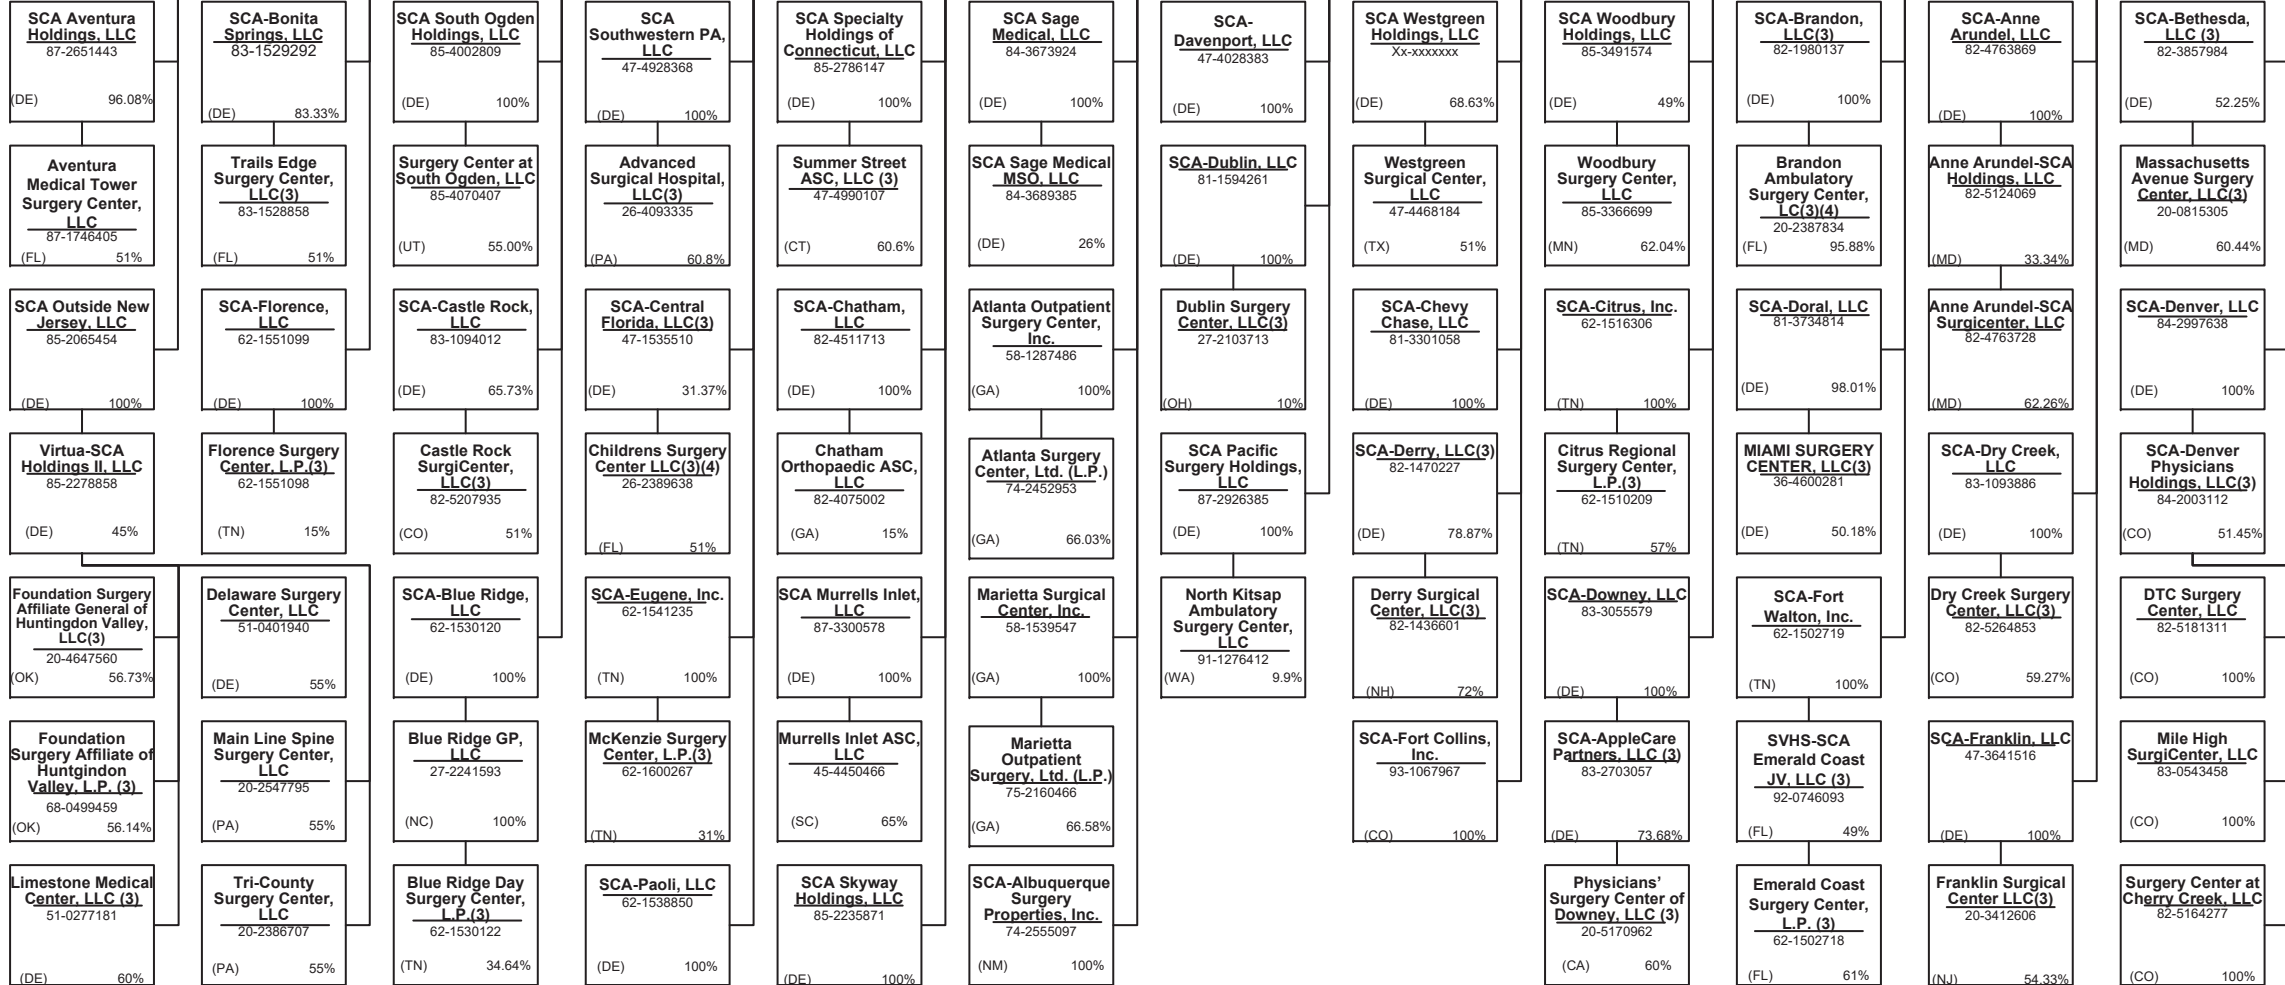 SCA Aventura
Holdings, LLC
87-2651443
(DE) 96.08%
Aventura
Medical Tower
Surgery Center,
LLC
87-1746405
(FL) 51%
SCA Outside New
Jersey, LLC
85-2065454
(DE) 100%
Virtua-SCA
Holdings II, LLC
85-2278858
(DE) 45%
Foundation Surgery
Affiliate General of
Huntingdon Valley,
LLC(3)
20-4647560
(OK) 56.73%
Foundation
Surgery Affiliate of
Huntgindon
Valley, L.P. (3)
68-0499459
(OK) 56.14%
Limestone Medical
Center, LLC (3)
51-0277181
(DE) 60%
SCA-Bonita
Springs, LLC
83-1529292
(DE) 83.33%
Trails Edge
Surgery Center,
LLC(3)
83-1528858
(FL) 51%
SCA-Florence,
LLC
62-1551099
(DE) 100%
Florence Surgery
Center, L.P.(3)
62-1551098
(TN) 15%
Delaware Surgery
Center, LLC
51-0401940
(DE) 55%
Main Line Spine
Surgery Center,
LLC
20-2547795
(PA) 55%
Tri-County
Surgery Center,
LLC
20-2386707
(PA) 55%
SCA South Ogden
Holdings, LLC
85-4002809
(DE) 100%
Surgery Center at
South Ogden, LLC
85-4070407
(UT) 55.00%
SCA-Castle Rock,
LLC
83-1094012
(DE) 65.73%
Castle Rock
SurgiCenter,
LLC(3)
82-5207935
(CO) 51%
SCA-Blue Ridge,
LLC
62-1530120
(DE) 100%
Blue Ridge GP,
LLC
27-2241593
(NC) 100%
Blue Ridge Day
Surgery Center,
L.P.(3)
62-1530122
(TN) 34.64%
SCA
Southwestern PA,
LLC
47-4928368
(DE) 100%
Advanced
Surgical Hospital,
LLC(3)
26-4093335
(PA) 60.8%
SCA-Central
Florida, LLC(3)
47-1535510
(DE) 31.37%
Childrens Surgery
Center LLC(3)(4)
26-2389638
(FL) 51%
SCA-Eugene, Inc.
62-1541235
(TN) 100%
McKenzie Surgery
Center, L.P.(3)
62-1600267
(TN) 31%
SCA-Paoli, LLC
62-1538850
(DE) 100%
SCA Specialty
Holdings of
Connecticut, LLC
85-2786147
(DE) 100%
Summer Street
ASC, LLC (3)
47-4990107
(CT) 60.6%
SCA-Chatham,
LLC
82-4511713
(DE) 100%
Chatham
Orthopaedic ASC,
LLC
82-4075002
(GA) 15%
SCA Murrells Inlet,
LLC
87-3300578
(DE) 100%
Murrells Inlet ASC,
LLC
45-4450466
(SC) 65%
SCA Skyway
Holdings, LLC
85-2235871
(DE) 100%
SCA Sage
Medical, LLC
84-3673924
(DE) 100%
SCA Sage Medical
MSO, LLC
84-3689385
(DE) 26%
Atlanta Outpatient
Surgery Center,
Inc.
58-1287486
(GA) 100%
Atlanta Surgery
Center, Ltd. (L.P.)
74-2452953
(GA) 66.03%
Marietta Surgical
Center, Inc.
58-1539547
(GA) 100%
Marietta
Outpatient
Surgery, Ltd. (L.P.)
75-2160466
(GA) 66.58%
SCA-Albuquerque
Surgery
Properties, Inc.
74-2555097
(NM) 100%
SCA-
Davenport, LLC
47-4028383
(DE) 100%
SCA-Dublin, LLC
81-1594261
(DE) 100%
Dublin Surgery
Center, LLC(3)
27-2103713
(OH) 10%
SCA Pacific
Surgery Holdings,
LLC
87-2926385
(DE) 100%
North Kitsap
Ambulatory
Surgery Center,
LLC
91-1276412
(WA) 9.9%
SCA Westgreen
Holdings, LLC
Xx-xxxxxxx
(DE) 68.63%
Westgreen
Surgical Center,
LLC
47-4468184
(TX) 51%
SCA-Chevy
Chase, LLC
81-3301058
(DE) 100%
SCA-Derry, LLC(3)
82-1470227
(DE) 78.87%
Derry Surgical
Center, LLC(3)
82-1436601
(NH) 72%
SCA-Fort Collins,
Inc.
93-1067967
(CO) 100%
SCA Woodbury
Holdings, LLC
85-3491574
(DE) 49%
Woodbury
Surgery Center,
LLC
85-3366699
(MN) 62.04%
SCA-Citrus, Inc.
62-1516306
(TN) 100%
Citrus Regional
Surgery Center,
L.P.(3)
62-1510209
(TN) 57%
SCA-Downey, LLC
83-3055579
(DE) 100%
SCA-AppleCare
Partners, LLC (3)
83-2703057
(DE) 73.68%
Physicians’
Surgery Center of
Downey, LLC (3)
20-5170962
(CA) 60%
SCA-Brandon,
LLC(3)
82-1980137
(DE) 100%
Brandon
Ambulatory
Surgery Center,
LC(3)(4)
20-2387834
(FL) 95.88%
SCA-Doral, LLC
81-3734814
(DE) 98.01%
MIAMI SURGERY
CENTER, LLC(3)
36-4600281
(DE) 50.18%
SCA-Fort
Walton, Inc.
62-1502719
(TN) 100%
SVHS-SCA
Emerald Coast
JV, LLC (3)
92-0746093
(FL) 49%
Emerald Coast
Surgery Center,
L.P. (3)
62-1502718
(FL) 61%
SCA-Anne
Arundel, LLC
82-4763869
(DE) 100%
Anne Arundel-SCA
Holdings, LLC
82-5124069
(MD) 33.34%
Anne Arundel-SCA
Surgicenter, LLC
82-4763728
(MD) 62.26%
SCA-Dry Creek,
LLC
83-1093886
(DE) 100%
Dry Creek Surgery
Center, LLC(3)
82-5264853
(CO) 59.27%
SCA-Franklin, LLC
47-3641516
(DE) 100%
Franklin Surgical
Center LLC(3)
20-3412606
(NJ) 54.33%
SCA-Bethesda,
LLC (3)
82-3857984
(DE) 52.25%
Massachusetts
Avenue Surgery
Center, LLC(3)
20-0815305
(MD) 60.44%
SCA-Denver, LLC
84-2997638
(DE) 100%
SCA-Denver
Physicians
Holdings, LLC(3)
84-2003112
(CO) 51.45%
DTC Surgery
Center, LLC
82-5181311
(CO) 100%
Mile High
SurgiCenter, LLC
83-0543458
(CO) 100%
Surgery Center at
Cherry Creek, LLC
82-5164277
(CO) 100%